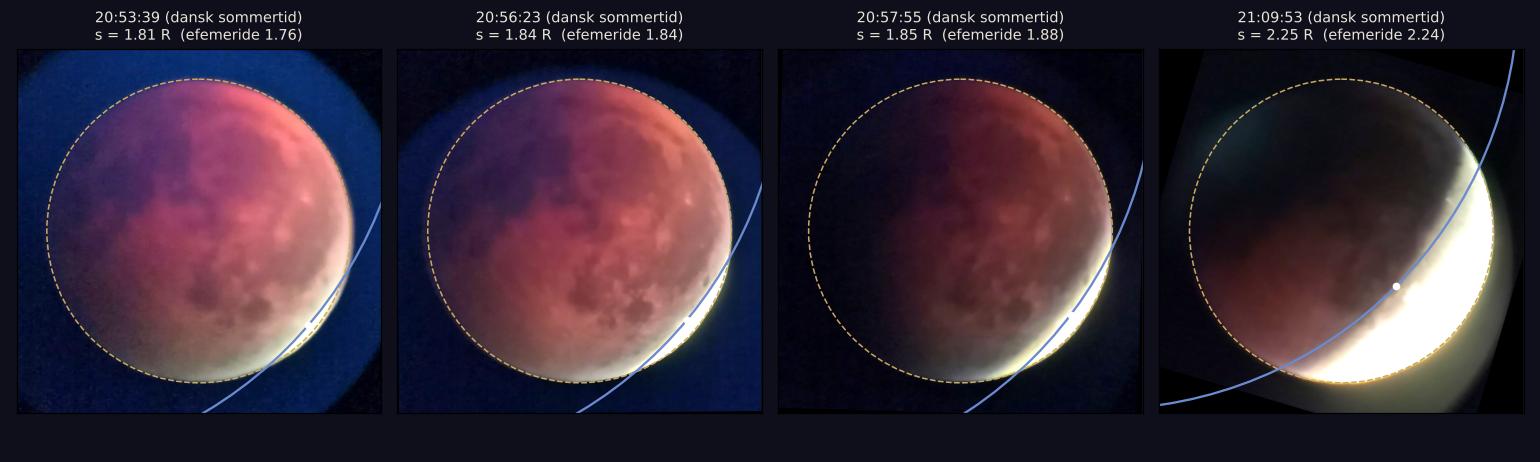 20:53:39 (dansk sommertid)
s = 1.81 R  (efemeride 1.76)
20:56:23 (dansk sommertid)
s = 1.84 R  (efemeride 1.84)
20:57:55 (dansk sommertid)
s = 1.85 R  (efemeride 1.88)
21:09:53 (dansk sommertid)
s = 2.25 R  (efemeride 2.24)